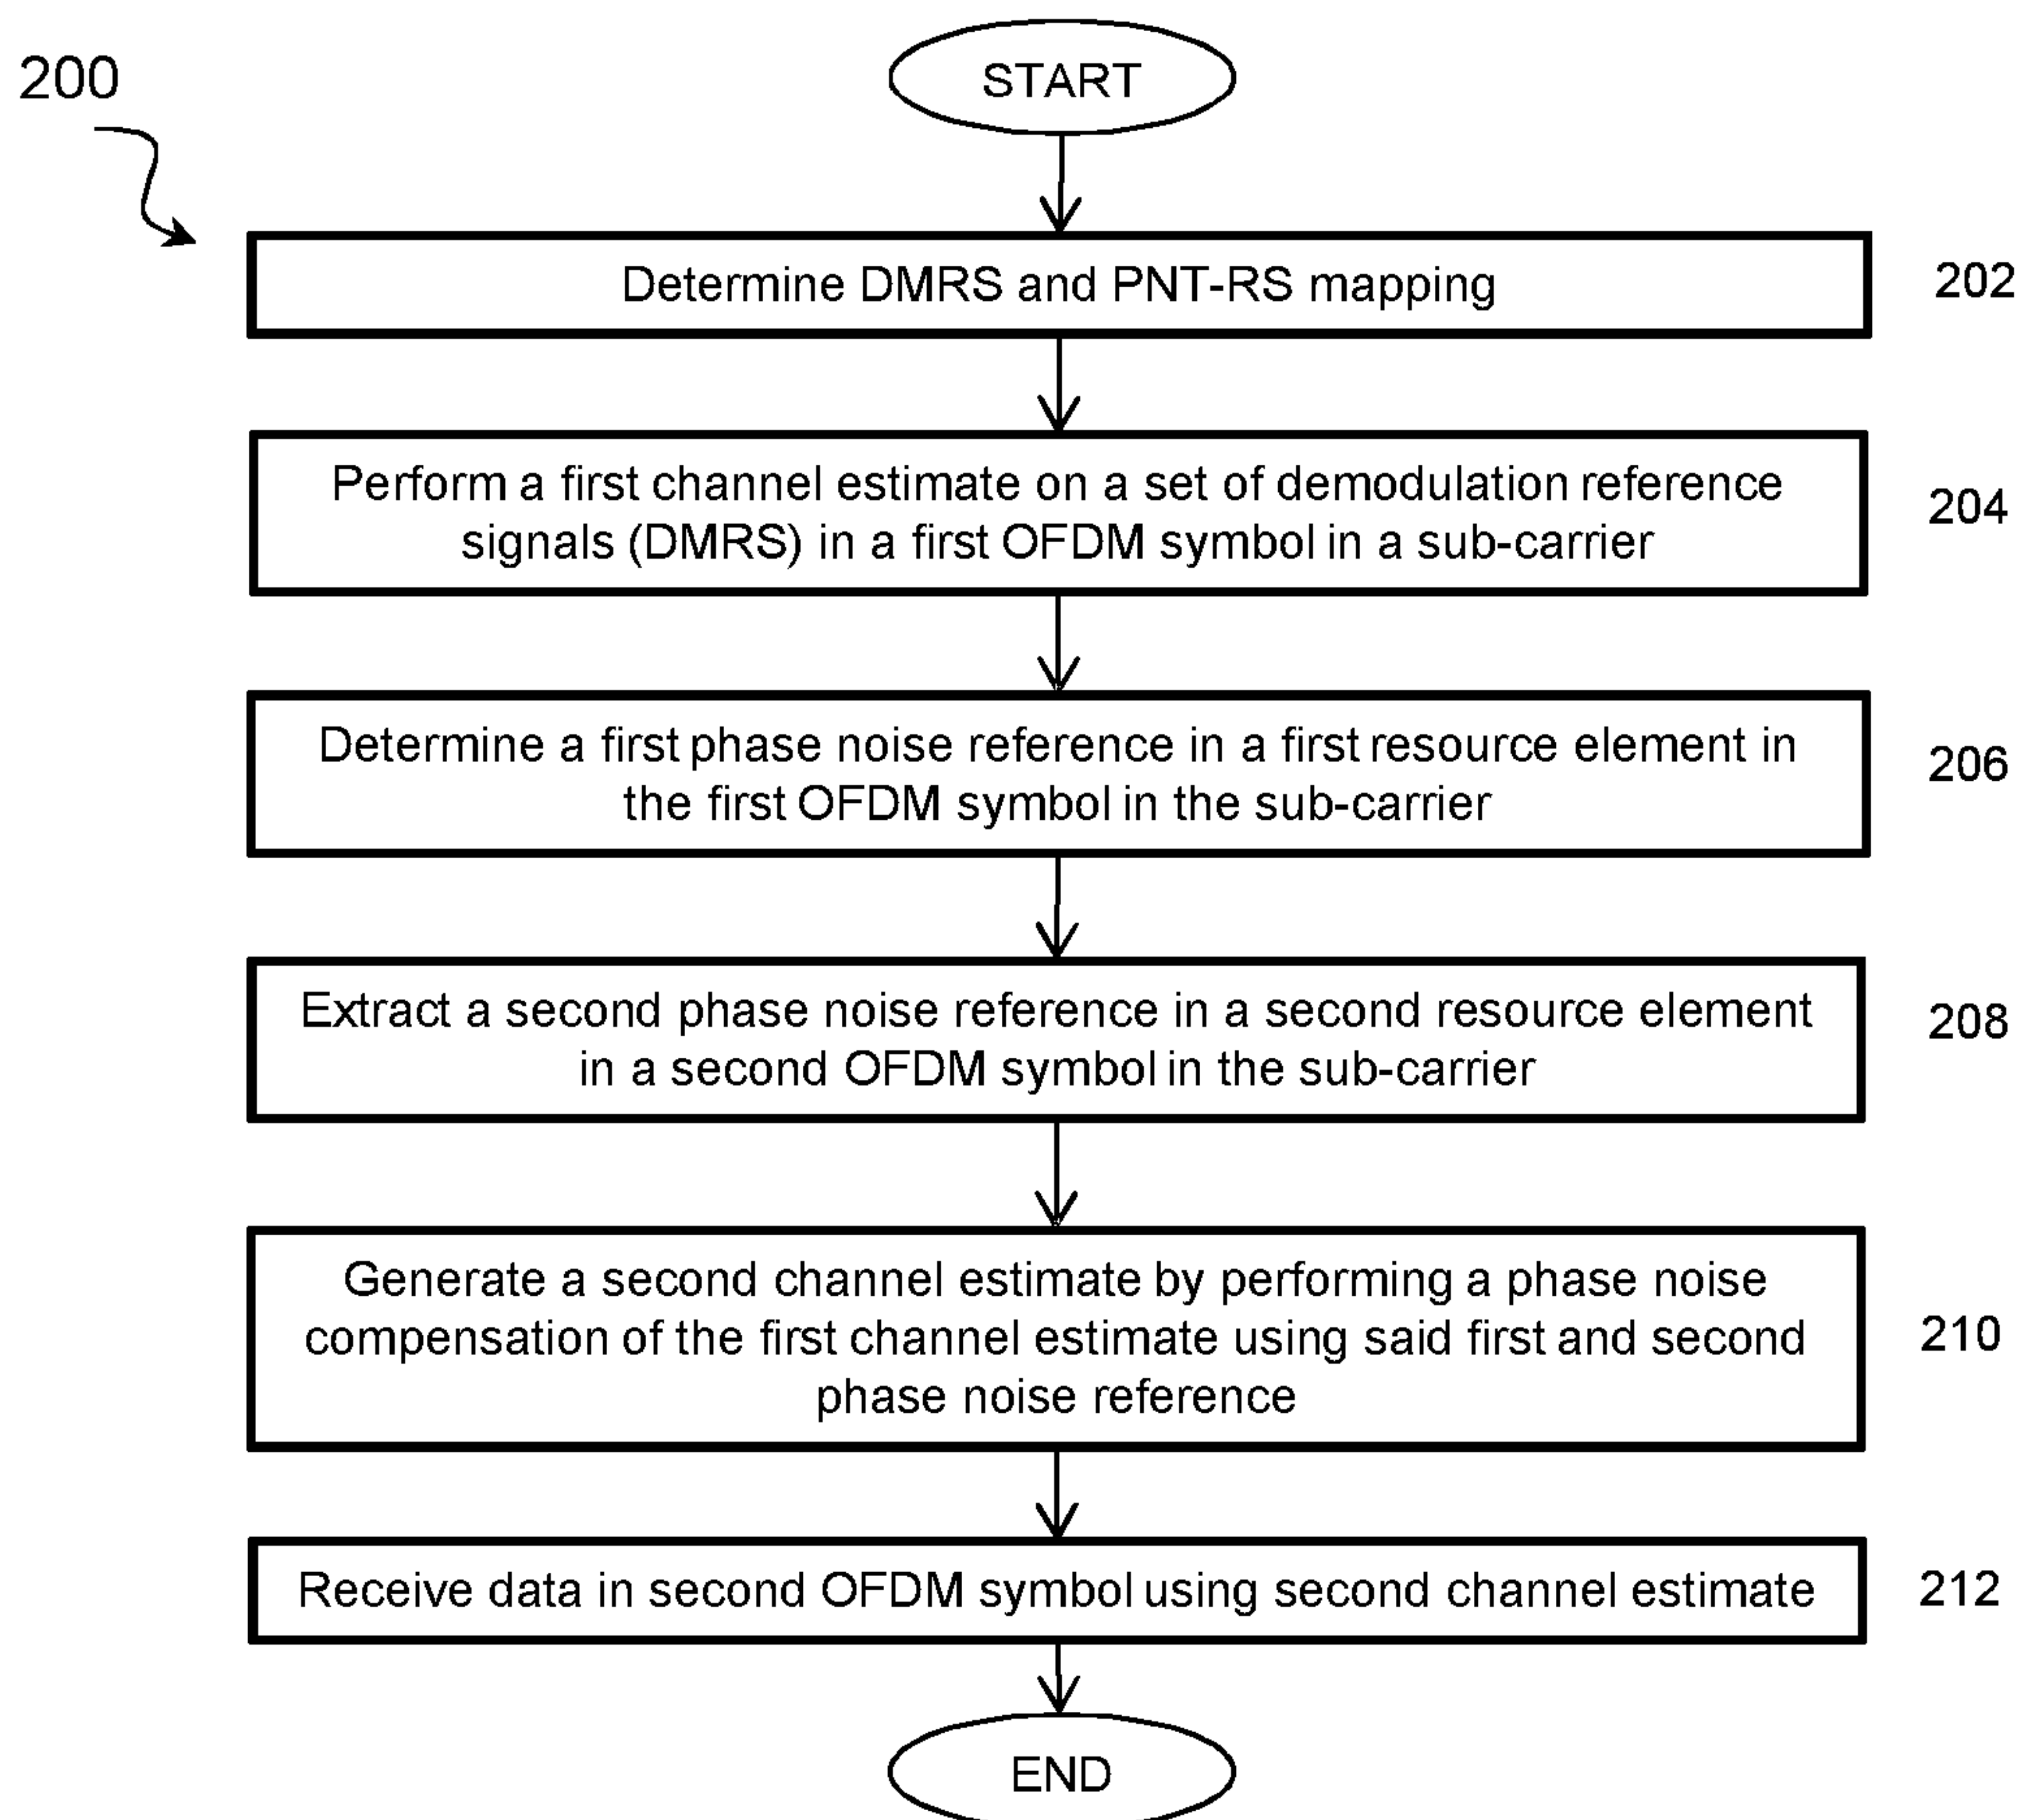 200
START
Determine DMRS and PNT-RS mapping
202
Perform a first channel estimate on a set of demodulation reference
signals (DMRS) in a first OFDM symbol in a sub-carrier
204
Determine a first phase noise reference in a first resource element in
the first OFDM symbol in the sub-carrier
206
Extract a second phase noise reference in a second resource element
in a second OFDM symbol in the sub-carrier
208
Generate a second channel estimate by performing a phase noise
compensation of the first channel estimate using said first and second
phase noise reference
210
Receive data in second OFDM symbol using second channel estimate
212
END